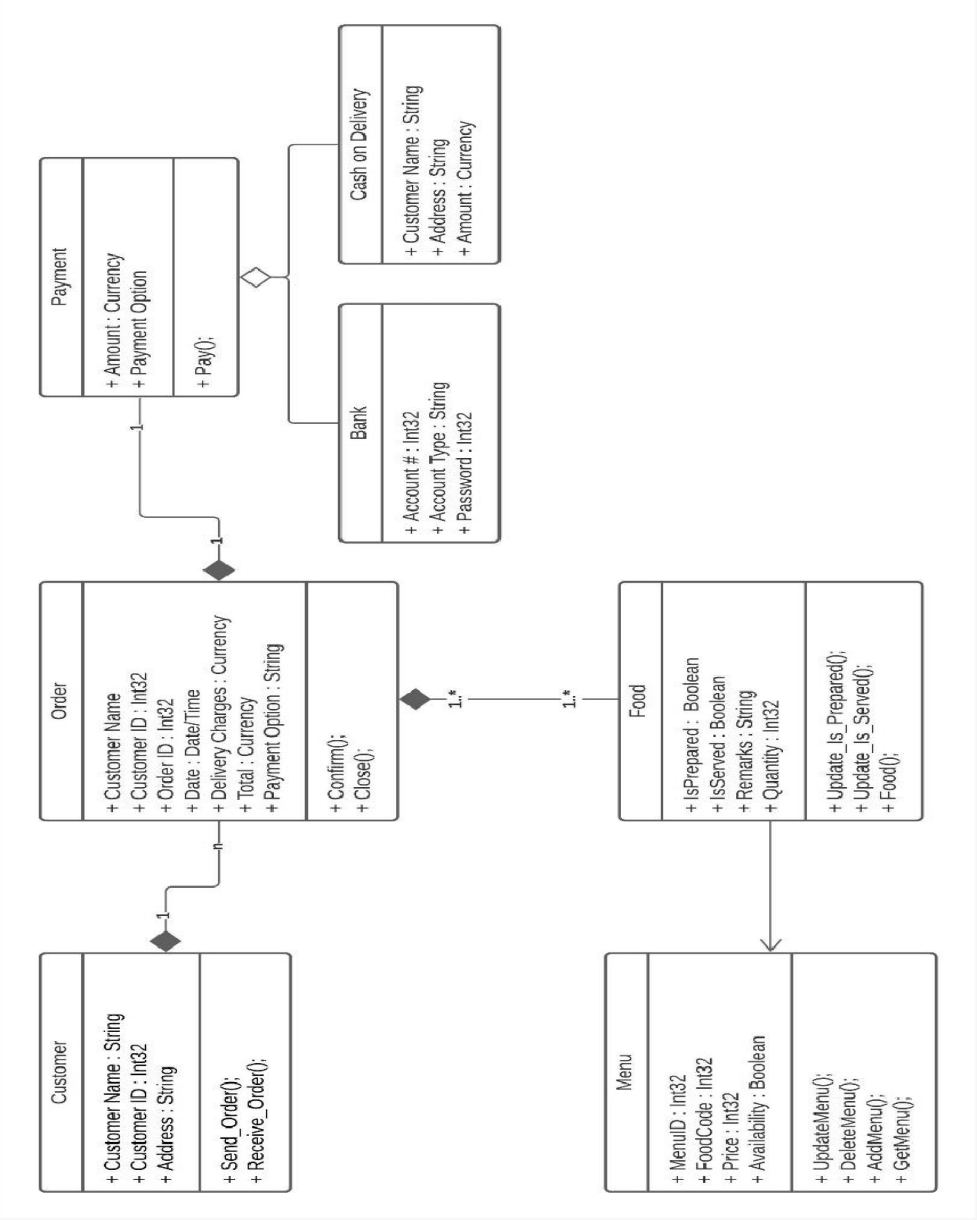 Customer
+ Customer Name : String
+ Customer ID : Int32
+ Address : String
+ Send_Order();
+ Receive_Order();
1
n
Order
+ Customer Name
+ Customer ID : Int32
+ Order ID : Int32
+ Date : Date/Time
+ Delivery Charges : Currency
+ Total : Currency
+ Payment Option : String
+ Confirm();
+ Close();
1
1
Payment
+ Amount : Currency
+ Payment Option
+ Pay();
Bank
+ Account # : Int32
+ Account Type : String
+ Password : Int32
Cash on Delivery
+ Customer Name : String
+ Address : String
+ Amount : Currency
1..*
1..*
Menu
+ MenuID : Int32
+ FoodCode : Int32
+ Price : Int32
+ Availability : Boolean
+ UpdateMenu();
+ DeleteMenu();
+ AddMenu();
+ GetMenu();
Food
+ IsPrepared : Boolean
+ IsServed : Boolean
+ Remarks : String
+ Quantity : Int32
+ Update_Is_Prepared();
+ Update_Is_Served();
+ Food();